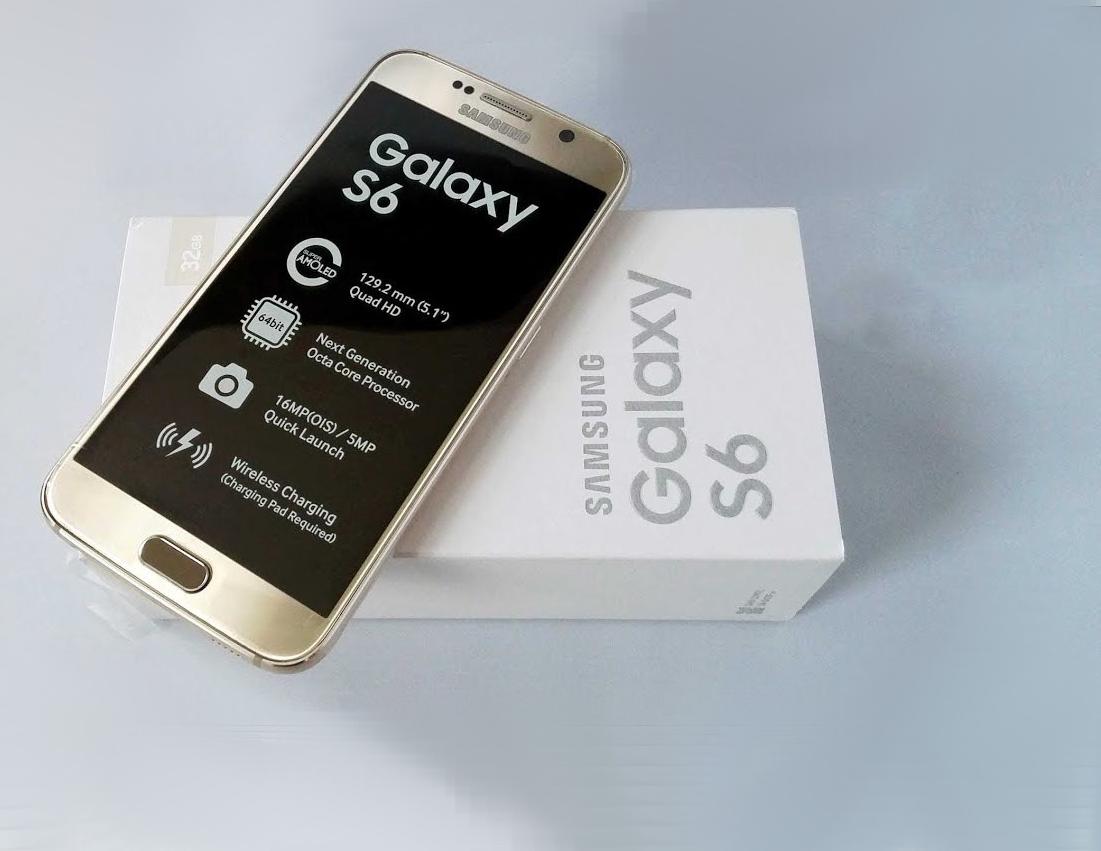 SAMSUNG
Galaxy
S6
SUPER
AMOLED
129.2 mm (5.1")
Quad HD
64bit
Next Generation
Octa Core Processor
16MP(OIS) / 5MP
Quick Launch
Wireless Charging
(Charging Pad Required)
32GB
SAMSUNG
Galaxy
S6